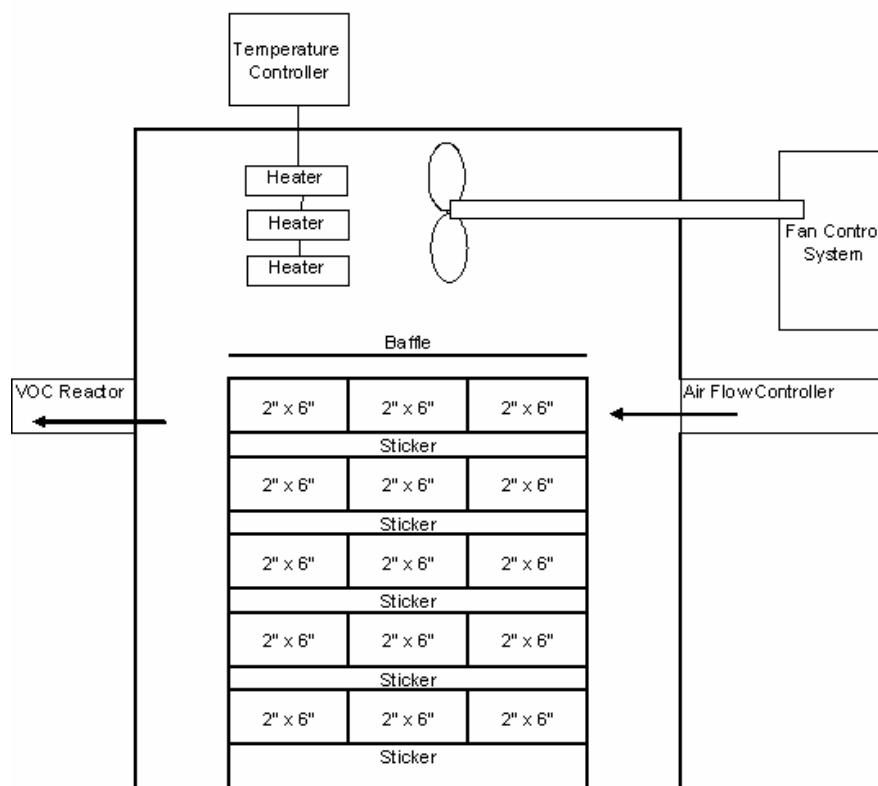 Temperature
Controller
Heater
Heater
Heater
Fan Contro
System
Baffle
VOC Reactor
Air Flow Controller
2" x 6" 2" x 6" 2" x 6"
Sticker
2" x 6" 2" x 6" 2" x 6"
Sticker
2" x 6" 2" x 6" 2" x 6"
Sticker
2" x 6" 2" x 6" 2" x 6"
Sticker
2" x 6" 2" x 6" 2" x 6"
Sticker